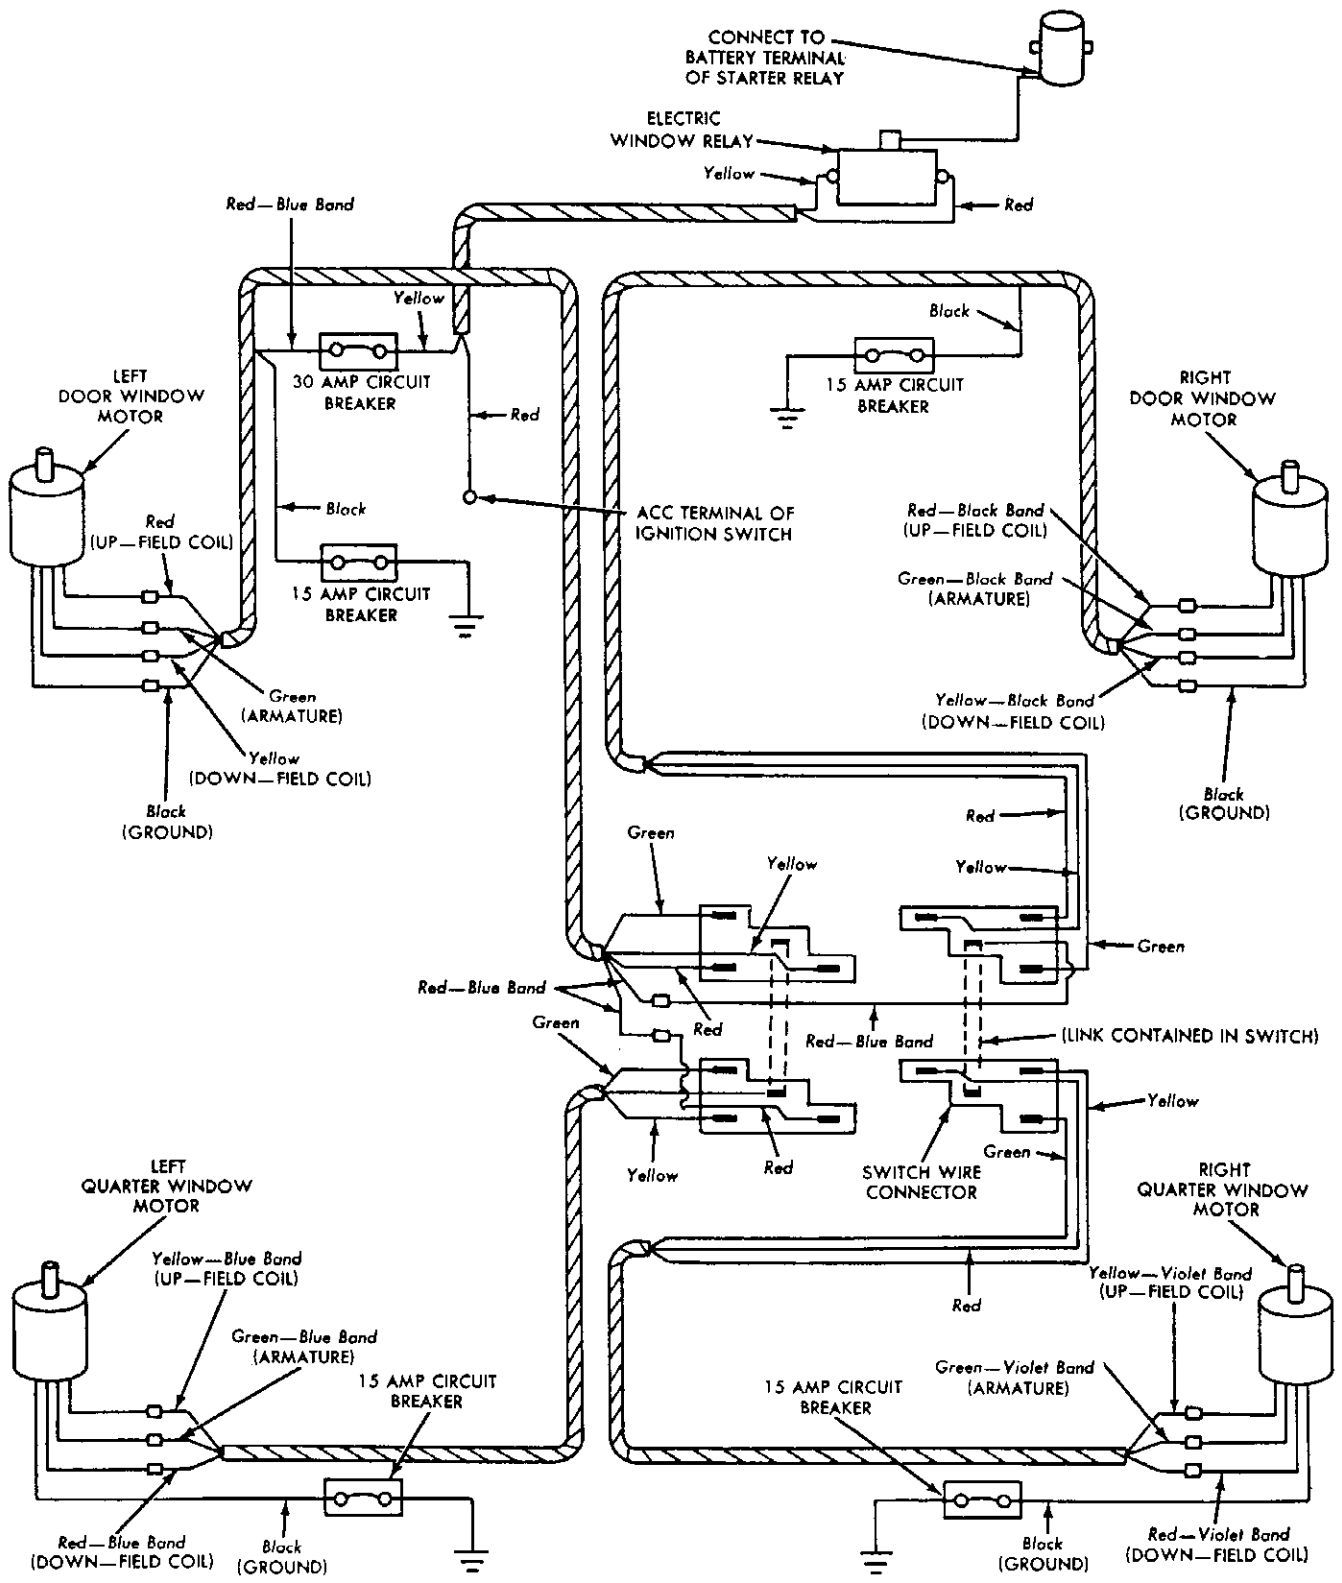 CONNECT TO
BATTERY TERMINAL
OF STARTER RELAY
ELECTRIC
WINDOW RELAY
Yellow
Red
Red—Blue Band
Yellow
Black
30 AMP CIRCUIT
BREAKER
15 AMP CIRCUIT
BREAKER
LEFT
DOOR WINDOW
MOTOR
RIGHT
DOOR WINDOW
MOTOR
Red
Black
ACC TERMINAL OF
IGNITION SWITCH
Red
(UP—FIELD COIL)
Red—Black Band
(UP—FIELD COIL)
Green—Black Band
(ARMATURE)
15 AMP CIRCUIT
BREAKER
Green
(ARMATURE)
Yellow—Black Band
(DOWN—FIELD COIL)
Yellow
(DOWN—FIELD COIL)
Black
(GROUND)
Black
(GROUND)
Red
Green
Yellow
Yellow
Green
Red—Blue Band
Green
Red
Red—Blue Band
(LINK CONTAINED IN SWITCH)
Yellow
Green
Yellow
Red
SWITCH WIRE
CONNECTOR
LEFT
QUARTER WINDOW
MOTOR
RIGHT
QUARTER WINDOW
MOTOR
Yellow—Blue Band
(UP—FIELD COIL)
Yellow—Violet Band
(UP—FIELD COIL)
Red
Green—Blue Band
(ARMATURE)
15 AMP CIRCUIT
BREAKER
15 AMP CIRCUIT
BREAKER
Green—Violet Band
(ARMATURE)
Red—Blue Band
(DOWN—FIELD COIL)
Black
(GROUND)
Black
(GROUND)
Red—Violet Band
(DOWN—FIELD COIL)